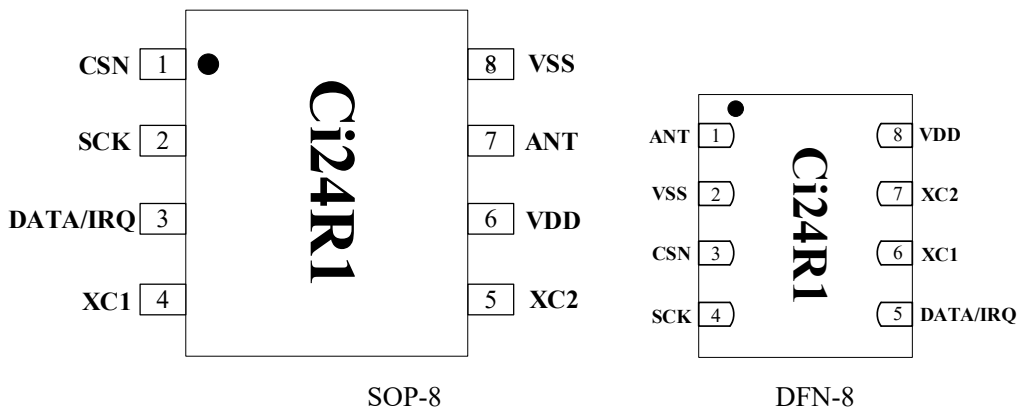 CSN 1
SCK 2
DATA/IRQ 3
XC1 4
Ci24R1
8 VSS
7 ANT
6 VDD
5 XC2
SOP-8
ANT 1
VSS 2
CSN 3
SCK 4
Ci24R1
8 VDD
7 XC2
6 XC1
5 DATA/IRQ
DFN-8